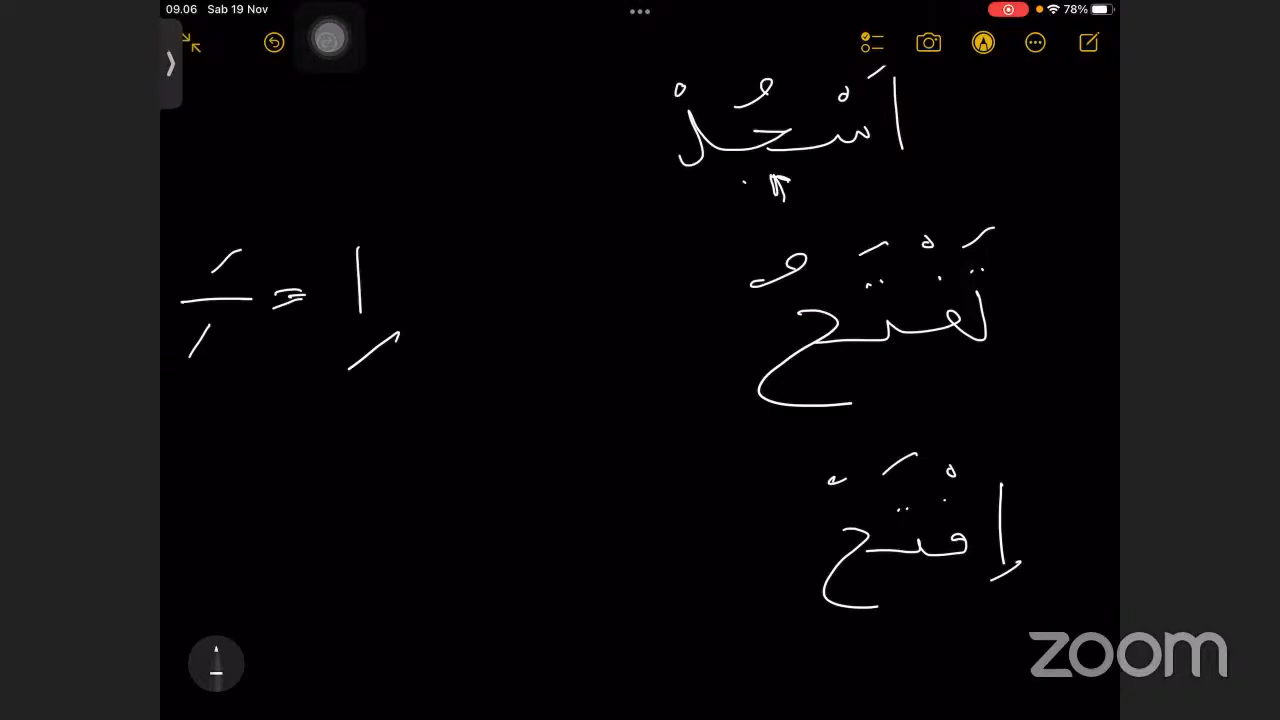 09.06 Sab 19 Nov
78%
اَسْجُدْ
تَفْتَحُ
َ
ِ = اِ
اِفْتَحْ
zoom